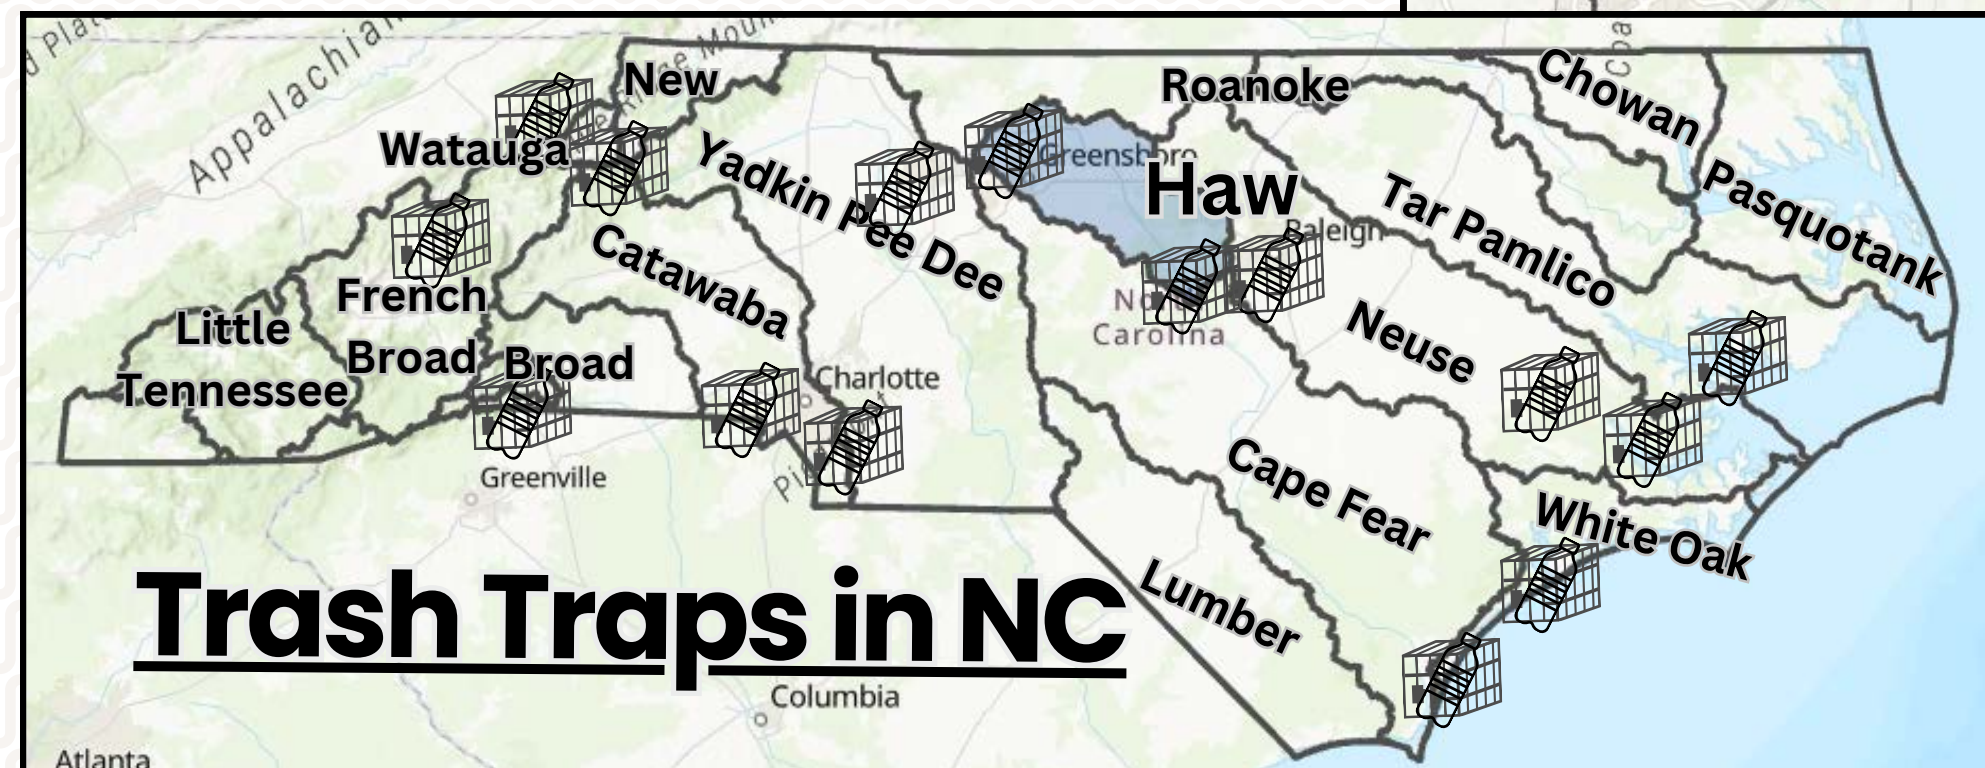 Appalachian
New
Roanoke
Chowan
Watauga
Yadkin Pee Dee
Greensboro
Haw
Tar Pamlico
Pasquotank
Raleigh
Catawaba
French
Broad
Little
Tennessee
Broad
Carolina
Neuse
Charlotte
Greenville
Cape Fear
White Oak
Lumber
Trash Traps in NC
Columbia
Atlanta